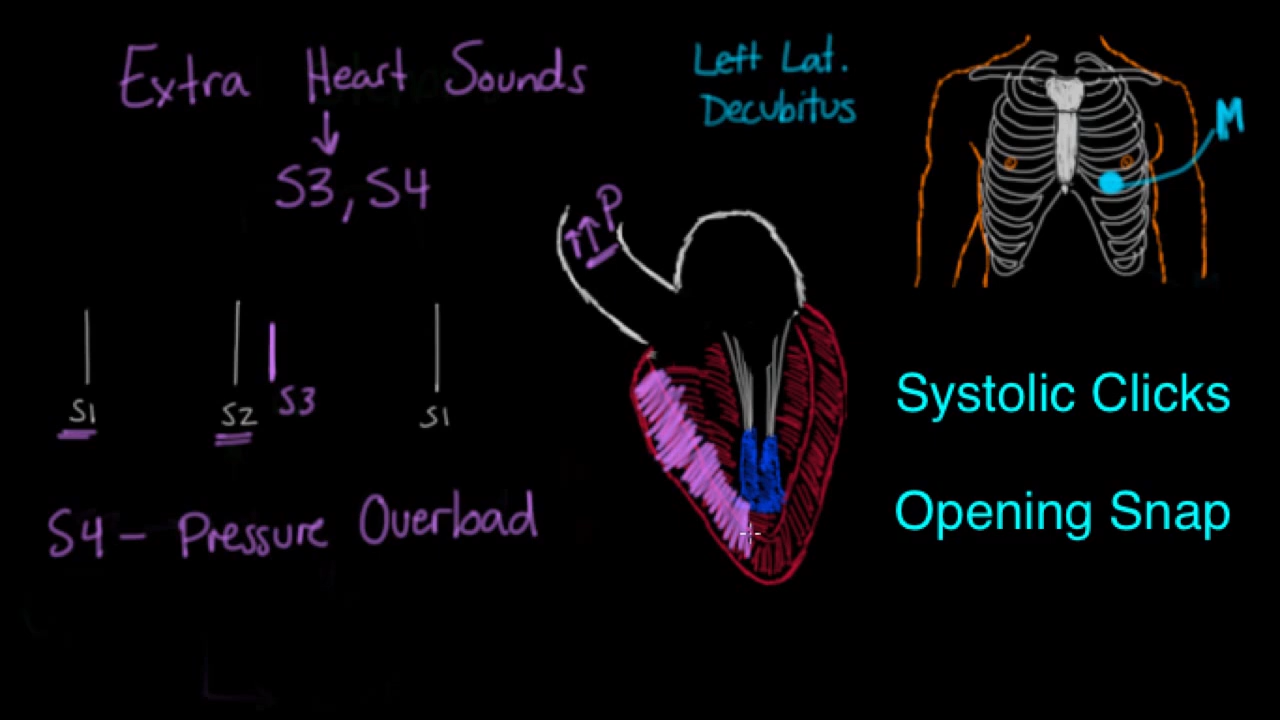 Extra Heart Sounds
S3, S4
Left Lat.
Decubitus
M
P
S1
S2
S3
S1
S4 - Pressure Overload
Systolic Clicks
Opening Snap